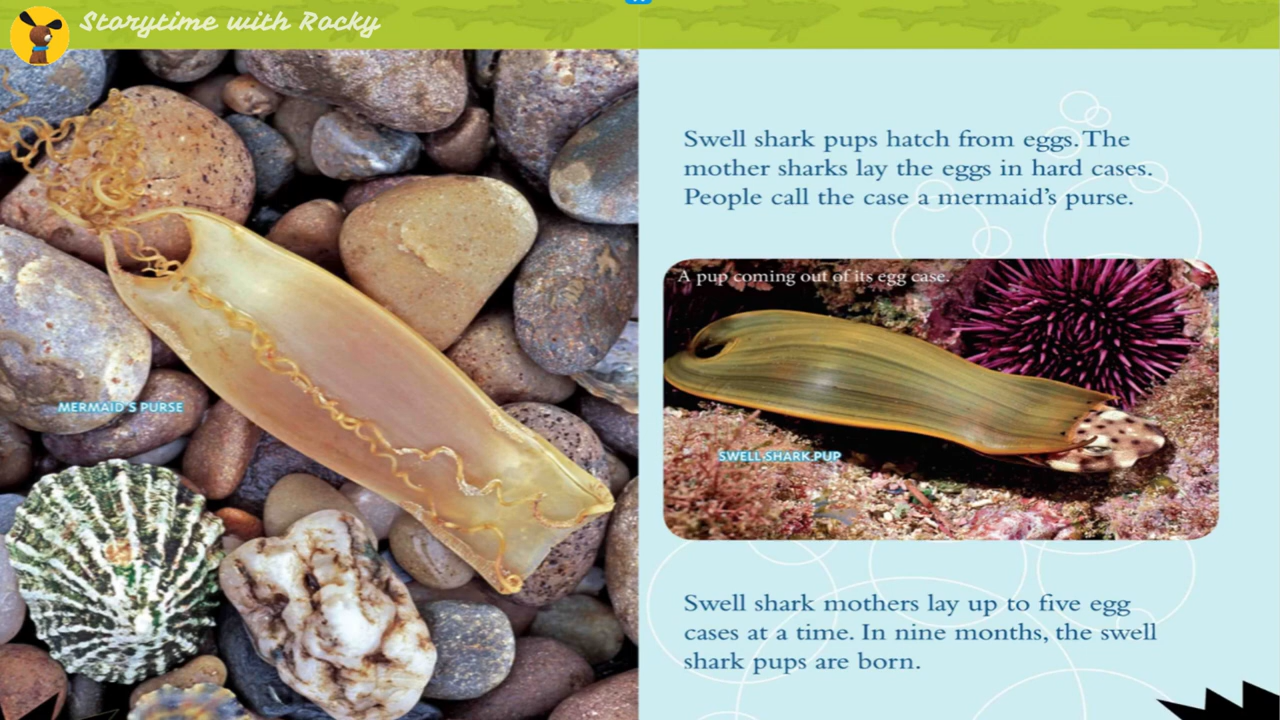 Storytime with Rocky
MERMAID'S PURSE
Swell shark pups hatch from eggs. The
mother sharks lay the eggs in hard cases.
People call the case a mermaid's purse.
A pup coming out of its egg case.
SWELL SHARK PUP
Swell shark mothers lay up to five egg
cases at a time. In nine months, the swell
shark pups are born.